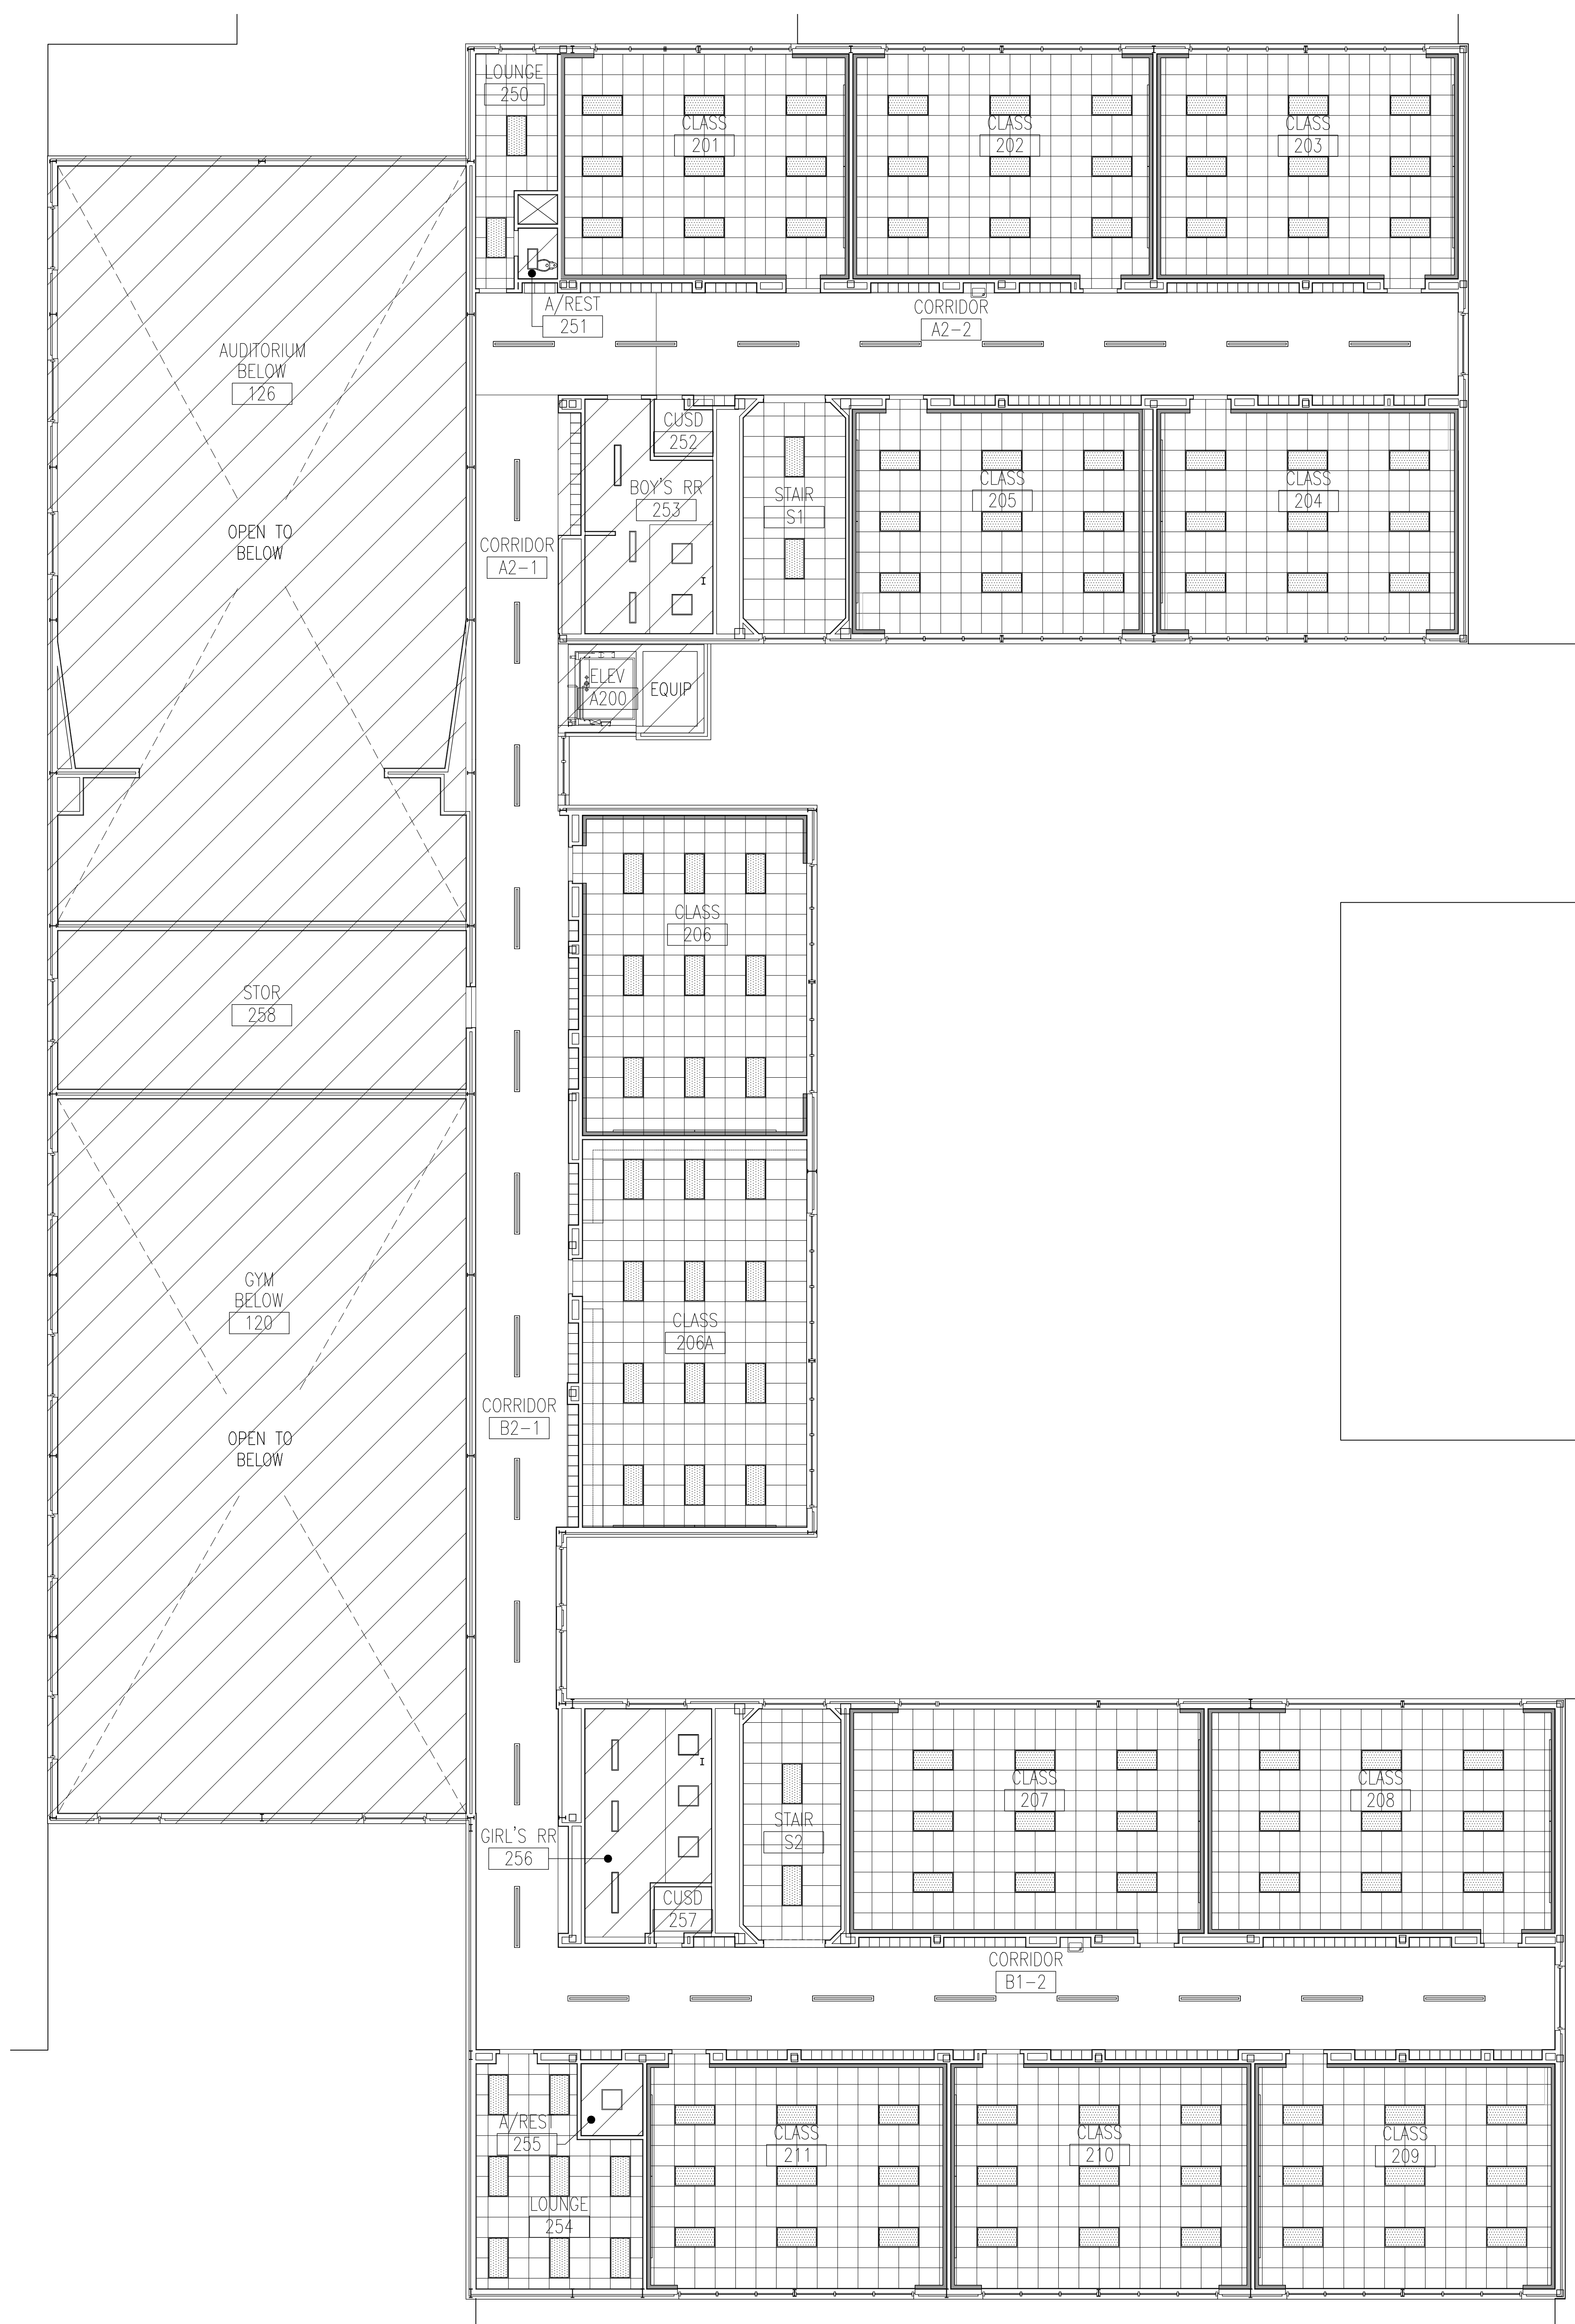 LOUNGE
250
CLASS
201
CLASS
202
CLASS
203
A/REST
251
CORRIDOR
A2-2
AUDITORIUM
BELOW
126
CUSD
252
BOY'S RR
253
STAIR
S1
CLASS
205
CLASS
204
OPEN TO
BELOW
CORRIDOR
A2-1
ELEV
A200
EQUIP
CLASS
206
STOR
258
GYM
BELOW
120
CLASS
206A
OPEN TO
BELOW
CORRIDOR
B2-1
CLASS
207
CLASS
208
STAIR
S2
GIRL'S RR
256
CUSD
257
CORRIDOR
B1-2
A/REST
255
LOUNGE
254
CLASS
211
CLASS
210
CLASS
209